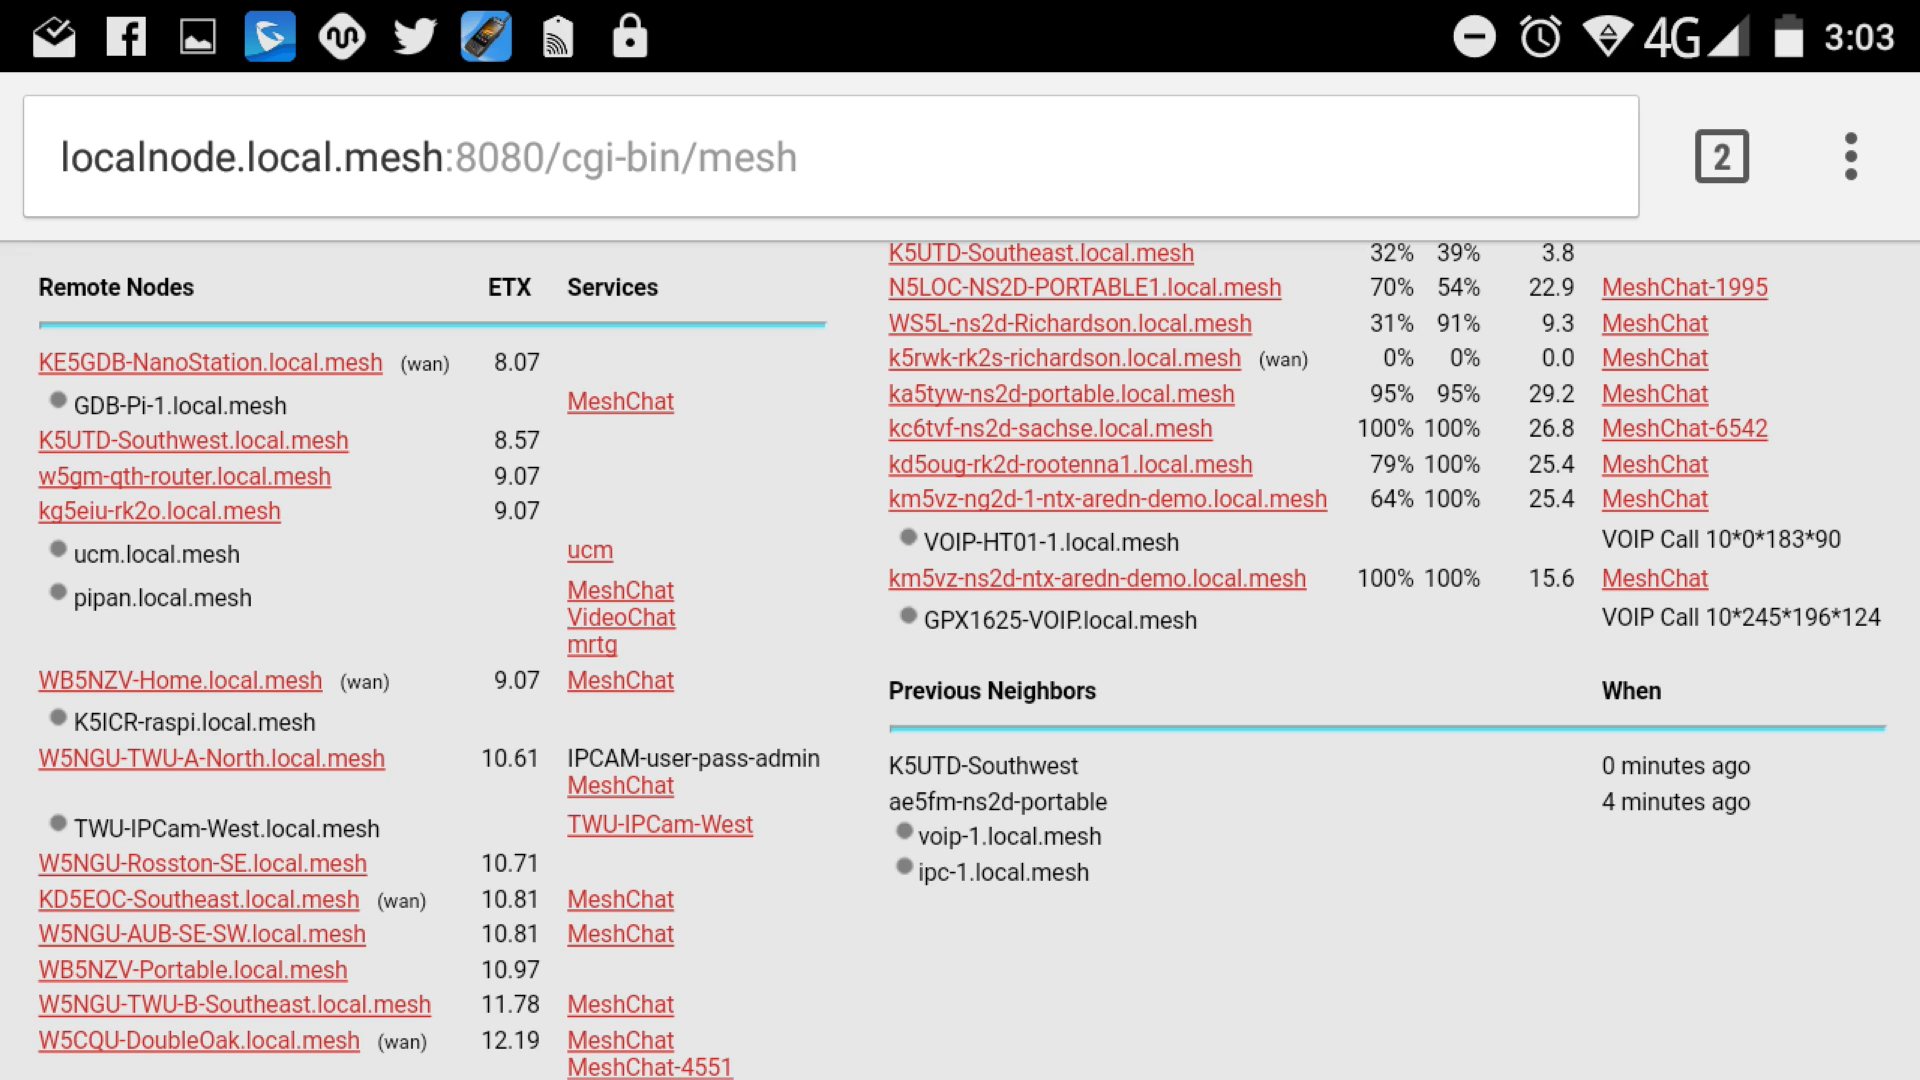 4G 3:03
localnode.local.mesh:8080/cgi-bin/mesh
2
Remote Nodes ETX Services
KE5GDB-NanoStation.local.mesh (wan) 8.07
GDB-Pi-1.local.mesh MeshChat
K5UTD-Southwest.local.mesh 8.57
w5gm-qth-router.local.mesh 9.07
kg5eiu-rk2o.local.mesh 9.07
ucm.local.mesh ucm
pipan.local.mesh MeshChat
VideoChat
mrtg
WB5NZV-Home.local.mesh (wan) 9.07 MeshChat
K5ICR-raspi.local.mesh
W5NGU-TWU-A-North.local.mesh 10.61 IPCAM-user-pass-admin
MeshChat
TWU-IPCam-West.local.mesh TWU-IPCam-West
W5NGU-Rosston-SE.local.mesh 10.71
KD5EOC-Southeast.local.mesh (wan) 10.81 MeshChat
W5NGU-AUB-SE-SW.local.mesh 10.81 MeshChat
WB5NZV-Portable.local.mesh 10.97
W5NGU-TWU-B-Southeast.local.mesh 11.78 MeshChat
W5CQU-DoubleOak.local.mesh (wan) 12.19 MeshChat
MeshChat-4551
K5UTD-Southeast.local.mesh 32% 39% 3.8
N5LOC-NS2D-PORTABLE1.local.mesh 70% 54% 22.9 MeshChat-1995
WS5L-ns2d-Richardson.local.mesh 31% 91% 9.3 MeshChat
k5rwk-rk2s-richardson.local.mesh (wan) 0% 0% 0.0 MeshChat
ka5tyw-ns2d-portable.local.mesh 95% 95% 29.2 MeshChat
kc6tvf-ns2d-sachse.local.mesh 100% 100% 26.8 MeshChat-6542
kd5oug-rk2d-rootenna1.local.mesh 79% 100% 25.4 MeshChat
km5vz-ng2d-1-ntx-aredn-demo.local.mesh 64% 100% 25.4 MeshChat
VOIP-HT01-1.local.mesh VOIP Call 10*0*183*90
km5vz-ns2d-ntx-aredn-demo.local.mesh 100% 100% 15.6 MeshChat
GPX1625-VOIP.local.mesh VOIP Call 10*245*196*124
Previous Neighbors When
K5UTD-Southwest 0 minutes ago
ae5fm-ns2d-portable 4 minutes ago
voip-1.local.mesh
ipc-1.local.mesh